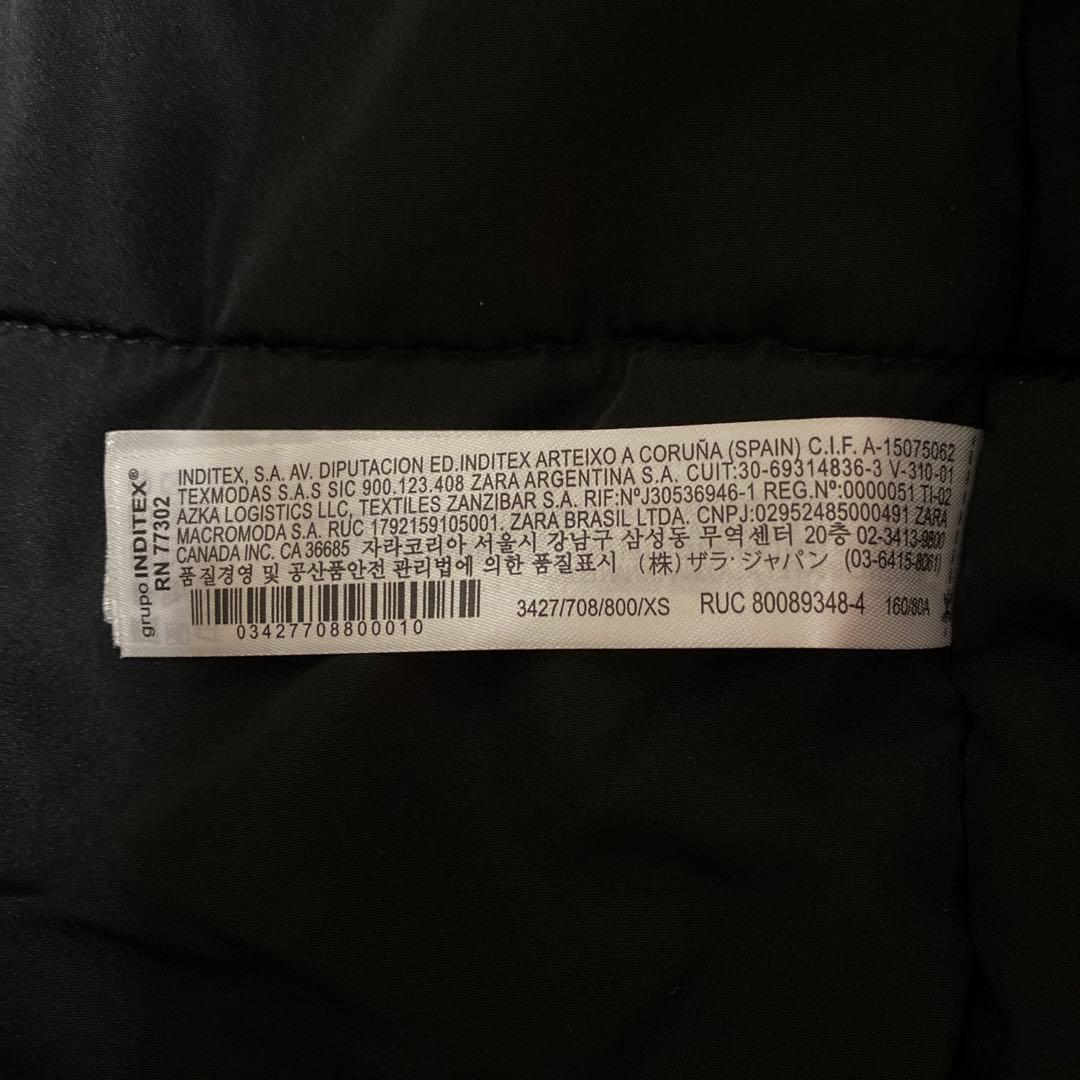 grupo INDITEX®
RN 77302
INDITEX, S.A. AV. DIPUTACION ED.INDITEX ARTEIXO A CORUÑA (SPAIN) C.I.F. A-15075062
TEXMODAS S.A.S SIC 900.123.408 ZARA ARGENTINA S.A. CUIT:30-69314836-3 V-310-01
AZKA LOGISTICS LLC, TEXTILES ZANZIBAR S.A. RIF:NºJ30536946-1 REG.Nº:0000051 TI-02
MACROMODA S.A. RUC 1792159105001. ZARA BRASIL LTDA. CNPJ:02952485000491 ZARA
CANADA INC. CA 36685 자라코리아 서울시 강남구 삼성동 무역센터 20층 02-3413-9800
품질경영 및 공산품안전 관리법에 의한 품질표시 (株) ザラ·ジャパン (03-6415-8061)
3427/708/800/XS RUC 80089348-4 160/80A
03427708800010